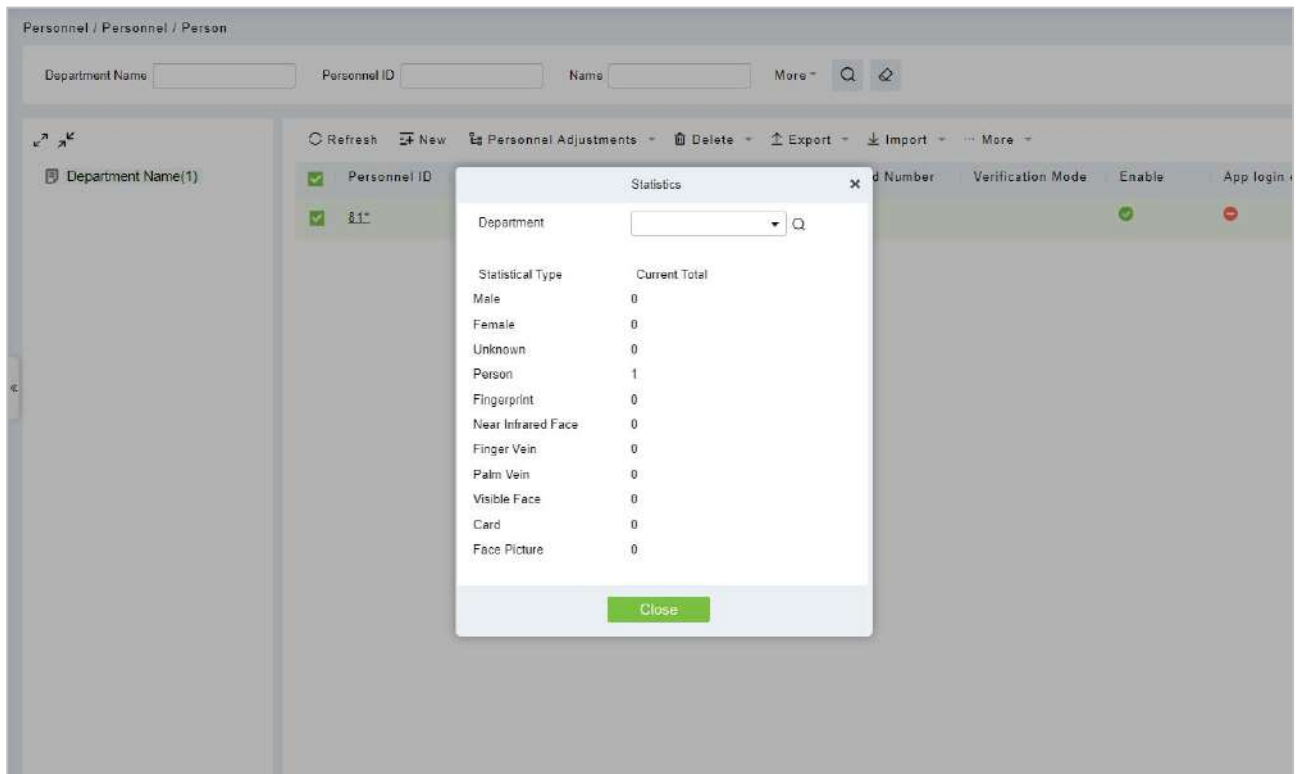 Personnel / Personnel / Person
Department Name Personnel ID Name More
Refresh New Personnel Adjustments Delete Export Import ··· More
Department Name(1)
Personnel ID d Number Verification Mode Enable App login
Statistics
Department
Statistical Type Current Total
Male 0
Female 0
Unknown 0
Person 1
Fingerprint 0
Near Infrared Face 0
Finger Vein 0
Palm Vein 0
Visible Face 0
Card 0
Face Picture 0
Close